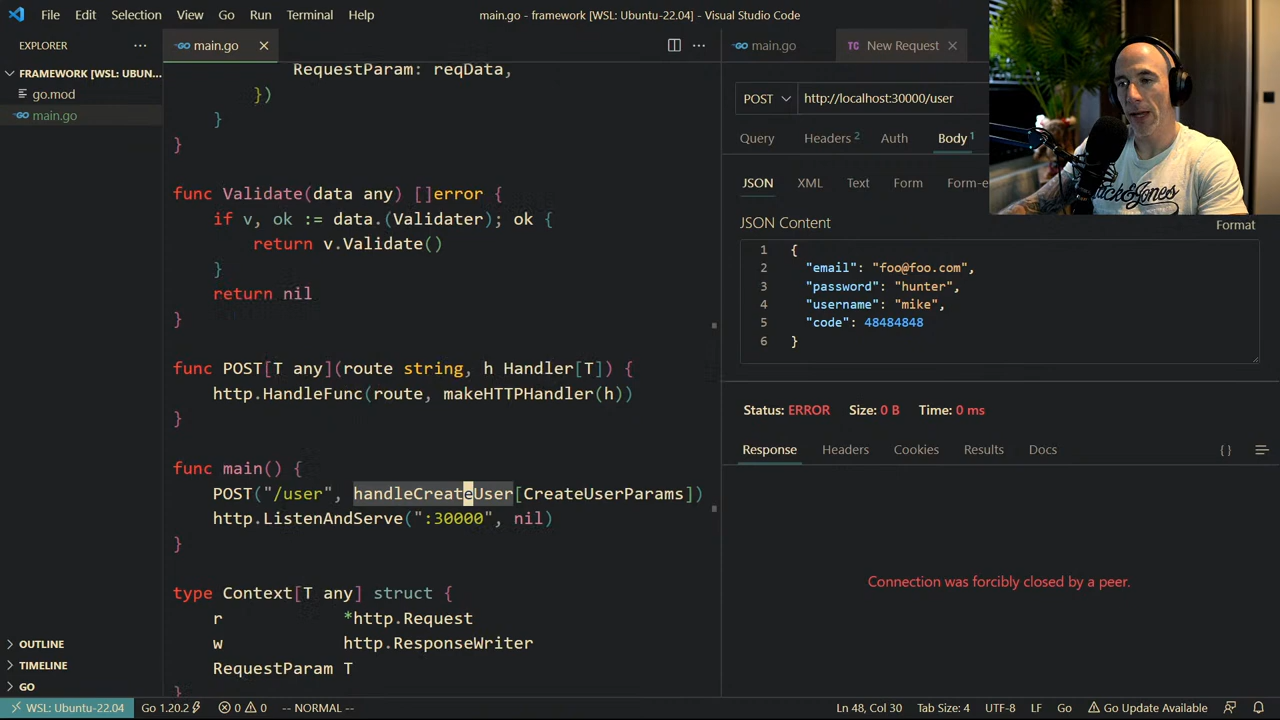 File Edit Selection View Go Run Terminal Help
main.go - framework [WSL: Ubuntu-22.04] - Visual Studio Code
EXPLORER
FRAMEWORK [WSL: UBUN...
go.mod
main.go
OUTLINE
TIMELINE
GO
main.go
RequestParam: reqData,
})
}
}
func Validate(data any) []error {
if v, ok := data.(Validater); ok {
return v.Validate()
}
return nil
}
func POST[T any](route string, h Handler[T]) {
http.HandleFunc(route, makeHTTPHandler(h))
}
func main() {
POST("/user", handleCreateUser[CreateUserParams])
http.ListenAndServe(":30000", nil)
}
type Context[T any] struct {
r *http.Request
w http.ResponseWriter
RequestParam T
}
main.go
TC New Request
POST http://localhost:30000/user
Query Headers 2 Auth Body 1
JSON XML Text Form Form-e
JSON Content
Format
1 {
2 "email": "foo@foo.com",
3 "password": "hunter",
4 "username": "mike",
5 "code": 48484848
6 }
Status: ERROR Size: 0 B Time: 0 ms
Response Headers Cookies Results Docs { }
Connection was forcibly closed by a peer.
WSL: Ubuntu-22.04 Go 1.20.2 0 0 -- NORMAL -- Ln 48, Col 30 Tab Size: 4 UTF-8 LF Go Go Update Available